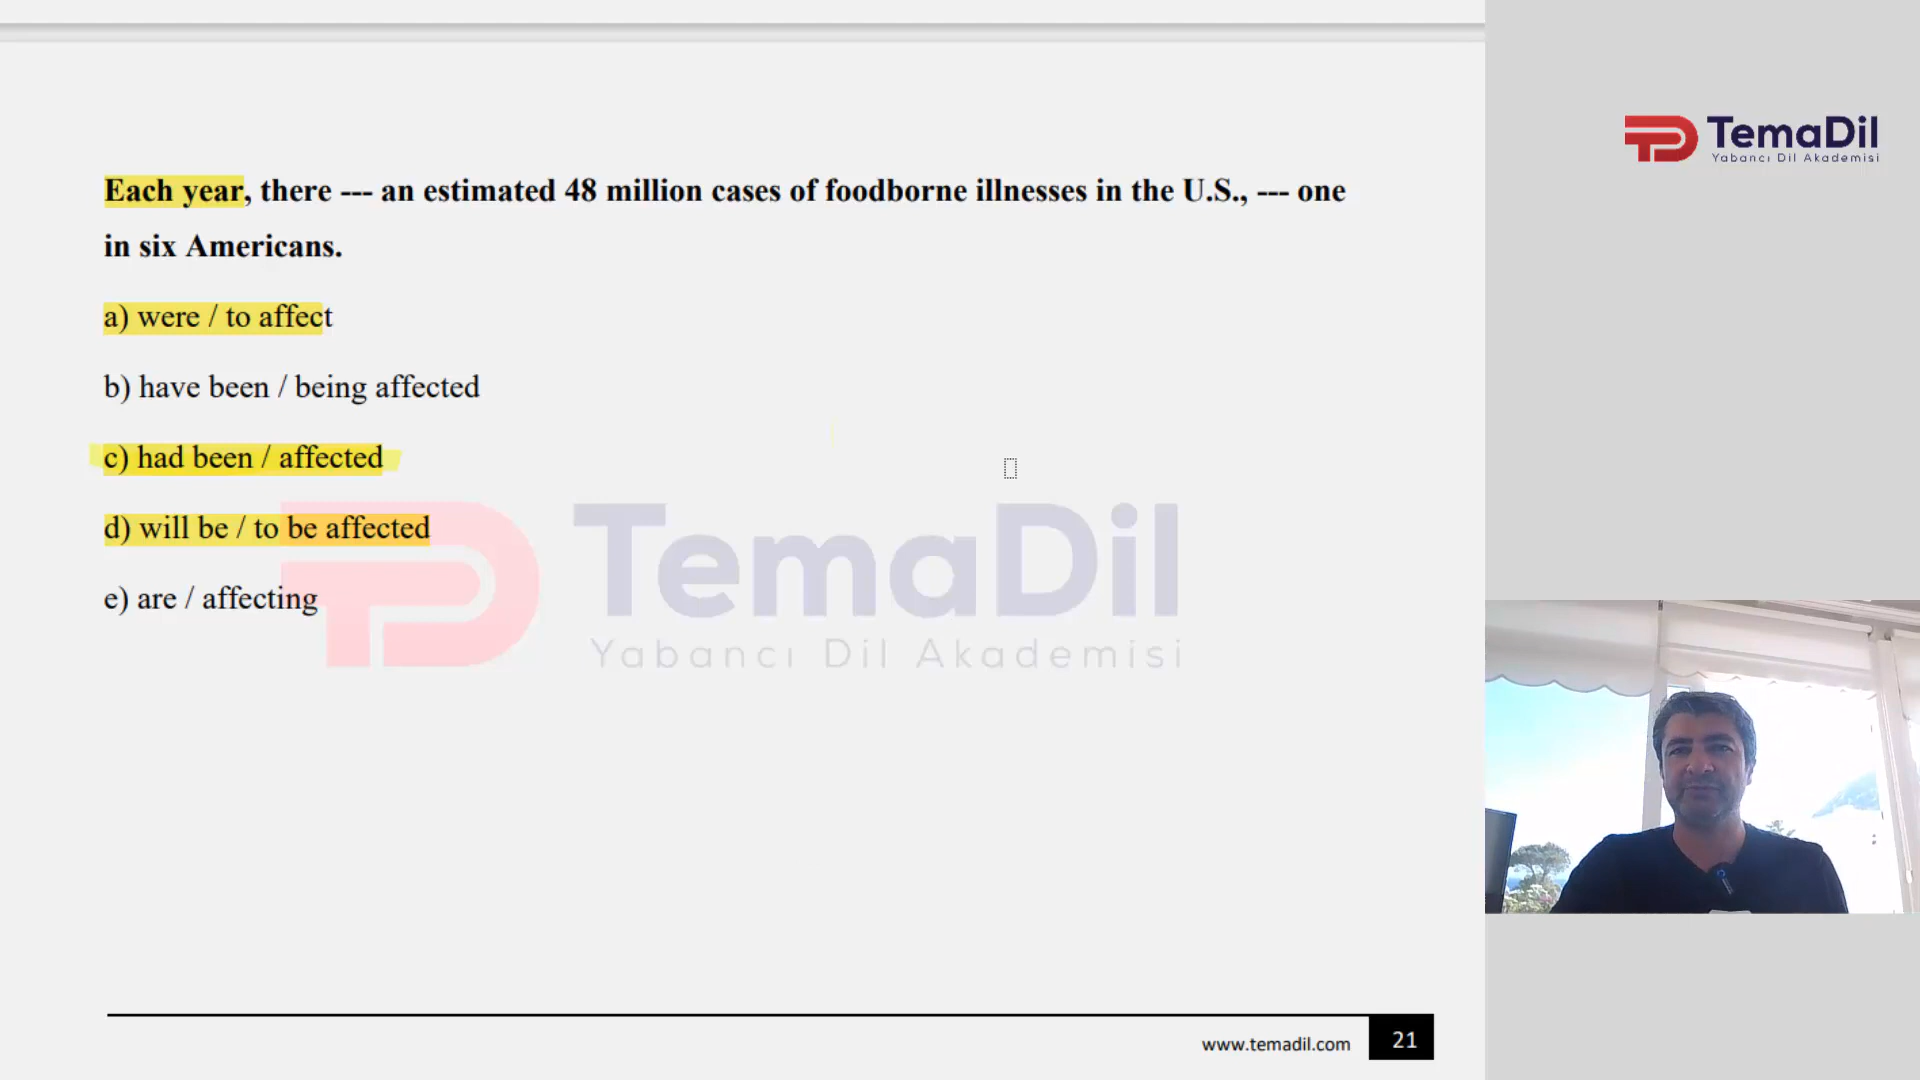 TemaDil
Yabancı Dil Akademisi
Each year, there --- an estimated 48 million cases of foodborne illnesses in the U.S., --- one
in six Americans.
a) were / to affect
b) have been / being affected
c) had been / affected
d) will be / to be affected
e) are / affecting
TemaDil
Yabancı Dil Akademisi
www.temadil.com
21